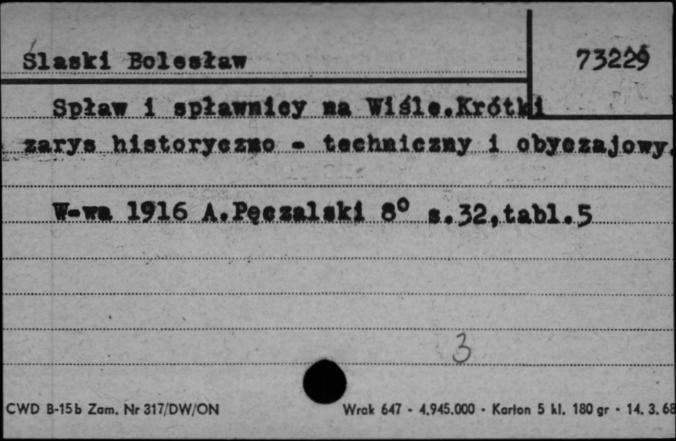 Slaski Bolesław
73229
Spław i spławnicy na Wiśle.Krótki
zarys historyczno - techniczny i obyczajowy.
W-wa 1916 A.Pęczalski 8° s.32,tabl.5
3
CWD B-15b Zam. Nr 317/DW/ON
Wrak 647 - 4.945.000 - Karton 5 kl. 180 gr - 14. 3. 68